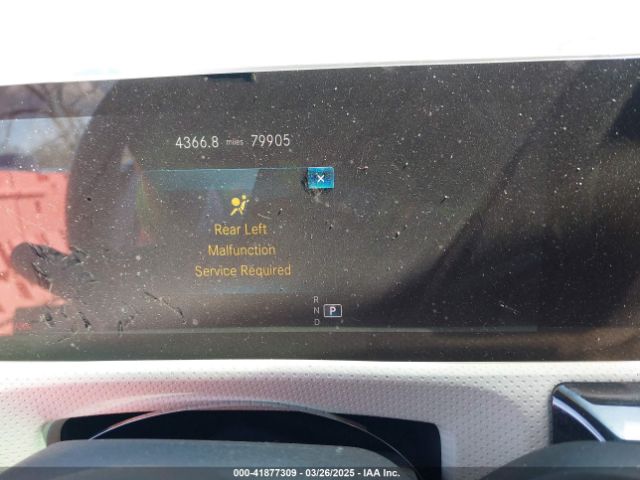 4366.8 miles 79905
×
Rear Left
Malfunction
Service Required
R
N P
D
000-41877309 | 03/26/2025 - IAA Inc.